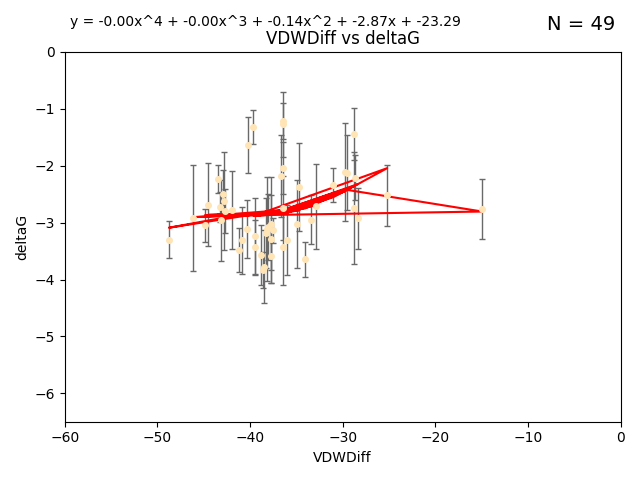 y = -0.00x^4 + -0.00x^3 + -0.14x^2 + -2.87x + -23.29
N = 49
VDWDiff vs deltaG
0
−1
−2
−3
−4
−5
−6
deltaG
−60 −50 −40 −30 −20 −10 0
VDWDiff